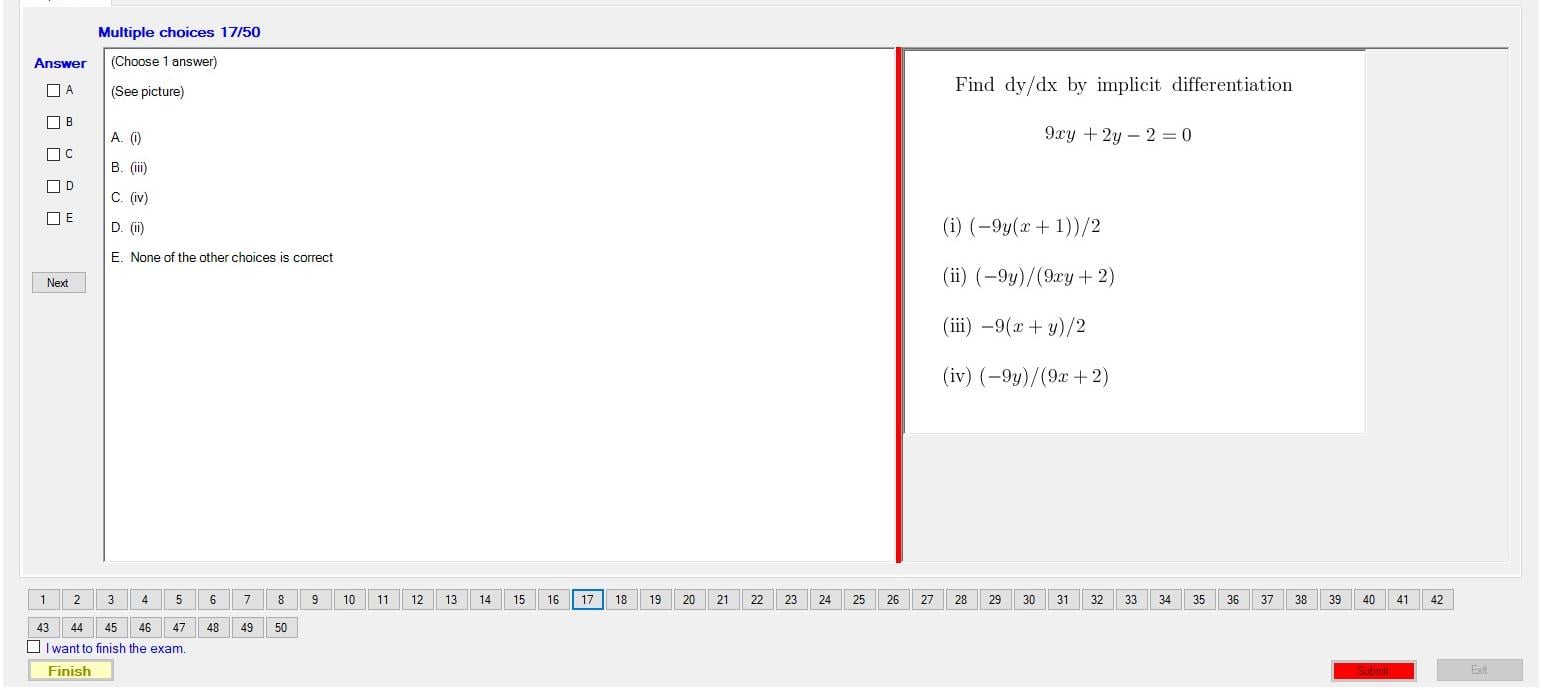 Multiple choices 17/50
Answer
A
B
C
D
E
Next
(Choose 1 answer)
(See picture)
A. (i)
B. (iii)
C. (iv)
D. (ii)
E. None of the other choices is correct
Find dy/dx by implicit differentiation
9xy + 2y − 2 = 0
(i) (−9y(x + 1))/2
(ii) (−9y)/(9xy + 2)
(iii) −9(x + y)/2
(iv) (−9y)/(9x + 2)
1 2 3 4 5 6 7 8 9 10 11 12 13 14 15 16 17 18 19 20 21 22 23 24 25 26 27 28 29 30 31 32 33 34 35 36 37 38 39 40 41 42
43 44 45 46 47 48 49 50
I want to finish the exam.
Finish
Submit
Exit